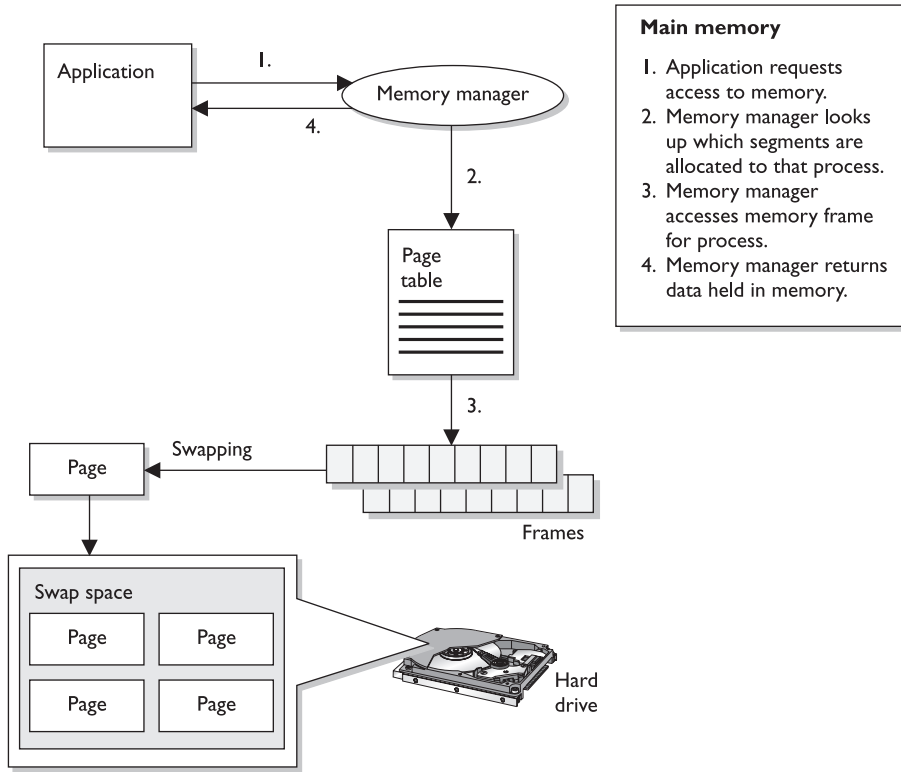 Application
1.
4.
Memory manager
2.
Page
table
3.
Swapping
Page
Frames
Swap space
Page
Page
Page
Page
Hard
drive
Main memory
1. Application requests
access to memory.
2. Memory manager looks
up which segments are
allocated to that process.
3. Memory manager
accesses memory frame
for process.
4. Memory manager returns
data held in memory.